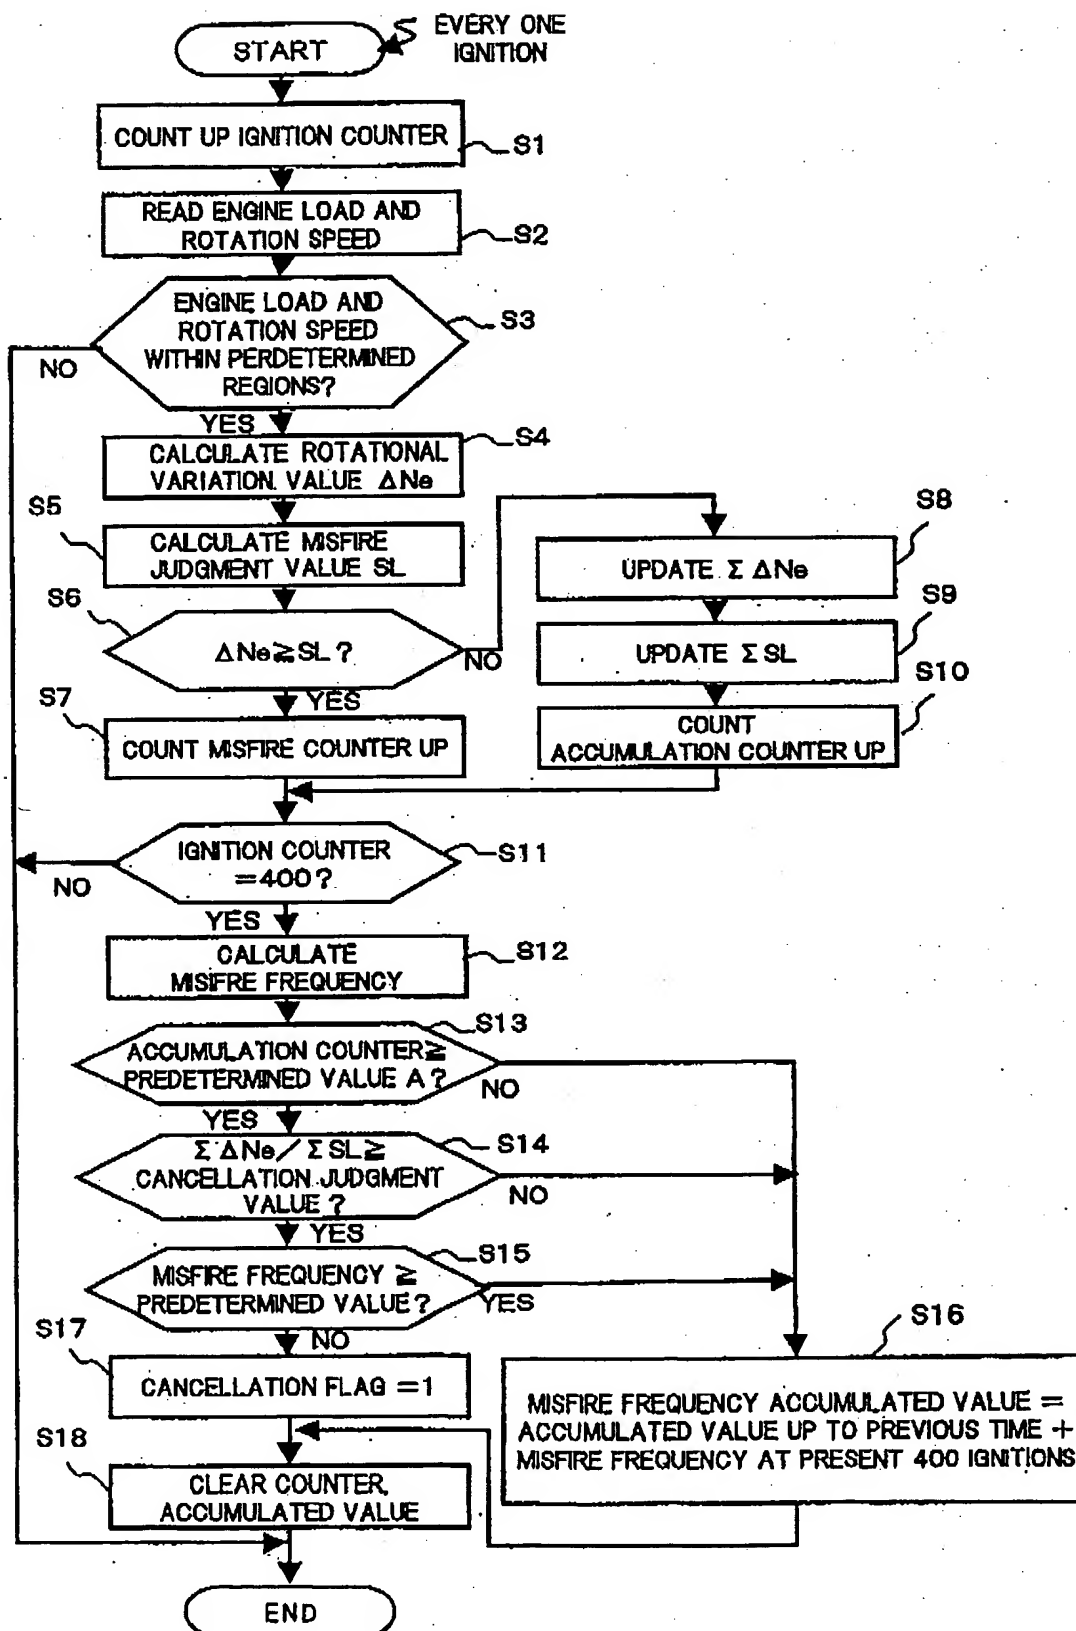 EVERY ONE
IGNITION
START
COUNT UP IGNITION COUNTER
S1
READ ENGINE LOAD AND
ROTATION SPEED
S2
ENGINE LOAD AND
ROTATION SPEED
WITHIN PERDETERMINED
REGIONS?
S3
NO
YES
S4
CALCULATE ROTATIONAL
VARIATION VALUE ΔNe
S5
CALCULATE MISFIRE
JUDGMENT VALUE SL
S8
UPDATE Σ ΔNe
S6
ΔNe≧SL?
NO
S9
UPDATE ΣSL
YES
S7
COUNT MISFIRE COUNTER UP
S10
COUNT
ACCUMULATION COUNTER UP
IGNITION COUNTER
=400?
S11
NO
YES
CALCULATE
MISIFRE FREQUENCY
S12
S13
ACCUMULATION COUNTER≧
PREDETERMINED VALUE A?
NO
YES
S14
Σ ΔNe/ΣSL≧
CANCELLATION JUDGMENT
VALUE?
NO
YES
S15
MISFIRE FREQUENCY ≧
PREDETERMINED VALUE?
YES
NO
S17
CANCELLATION FLAG=1
S16
MISFIRE FREQUENCY ACCUMULATED VALUE =
ACCUMULATED VALUE UP TO PREVIOUS TIME +
MISFIRE FREQUENCY AT PRESENT 400 IGNITIONS
S18
CLEAR COUNTER,
ACCUMULATED VALUE
END